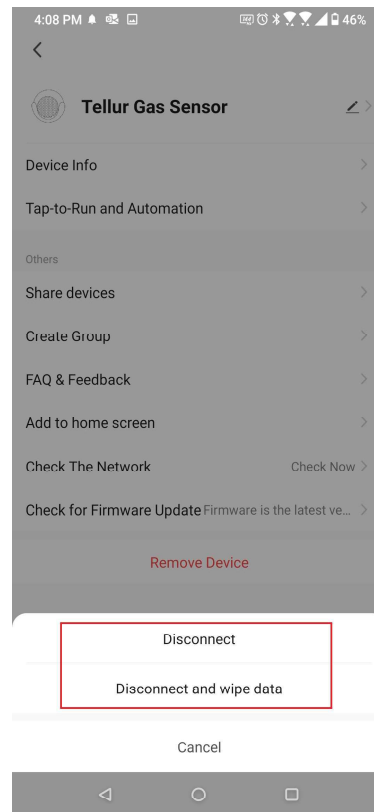 4:08 PM 46%
Tellur Gas Sensor
Device Info
Tap-to-Run and Automation
Others
Share devices
Create Group
FAQ & Feedback
Add to home screen
Check The Network Check Now
Check for Firmware Update Firmware is the latest ve...
Remove Device
Disconnect
Disconnect and wipe data
Cancel